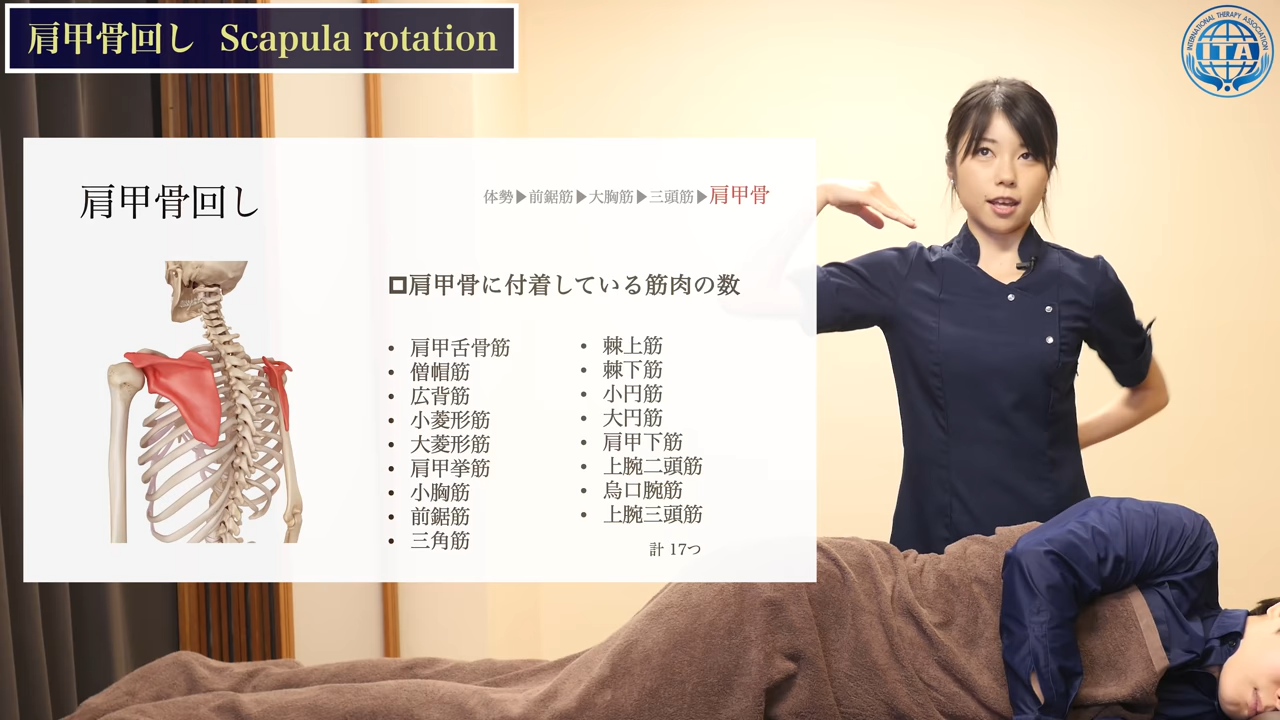 肩甲骨回し Scapula rotation
INTERNATIONAL THERAPY ASSOCIATION
ITA
肩甲骨回し
体勢▶前鋸筋▶大胸筋▶三頭筋▶肩甲骨
◻肩甲骨に付着している筋肉の数
• 肩甲舌骨筋
• 僧帽筋
• 広背筋
• 小菱形筋
• 大菱形筋
• 肩甲挙筋
• 小胸筋
• 前鋸筋
• 三角筋
• 棘上筋
• 棘下筋
• 小円筋
• 大円筋
• 肩甲下筋
• 上腕二頭筋
• 烏口腕筋
• 上腕三頭筋
計 17つ